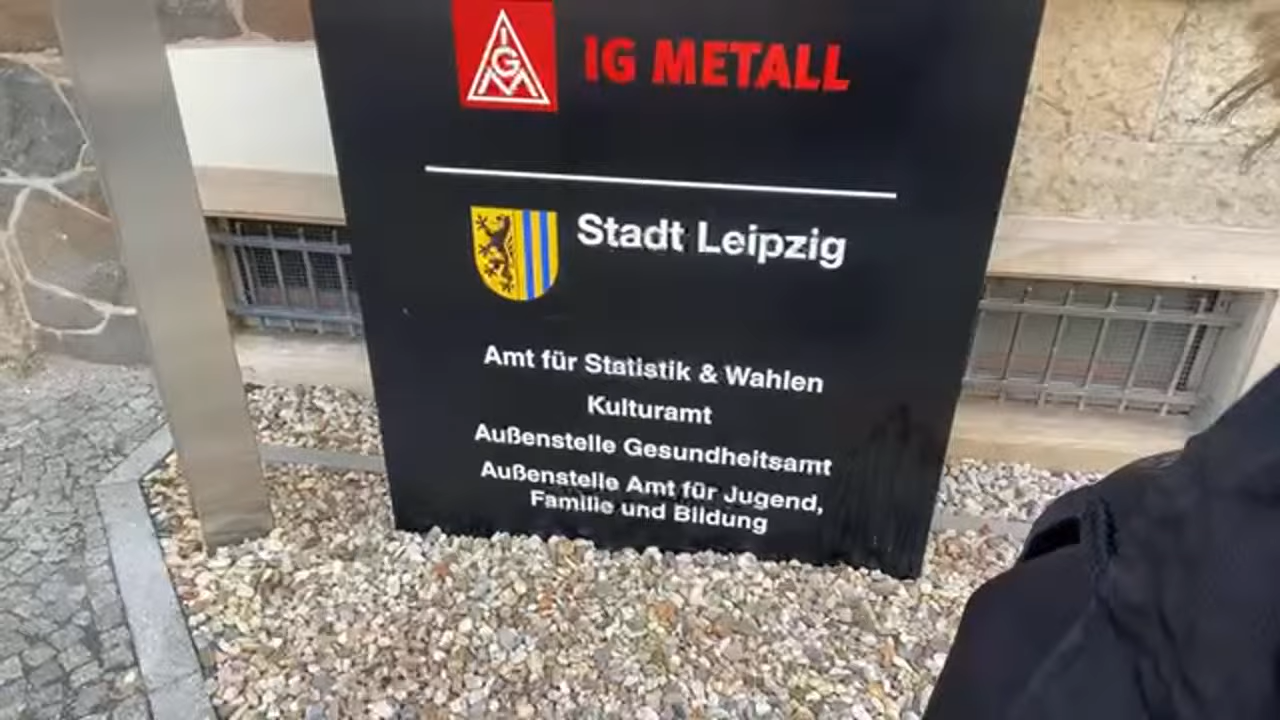 IGM
IG METALL
Stadt Leipzig
Amt für Statistik & Wahlen
Kulturamt
Außenstelle Gesundheitsamt
Außenstelle Amt für Jugend,
Familie und Bildung